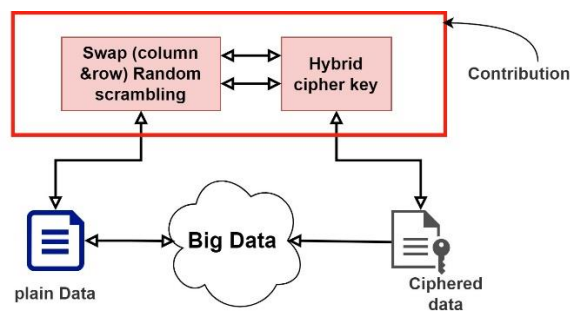 Swap (column
&row) Random
scrambling
Hybrid
cipher key
Contribution
Big Data
plain Data
Ciphered
data